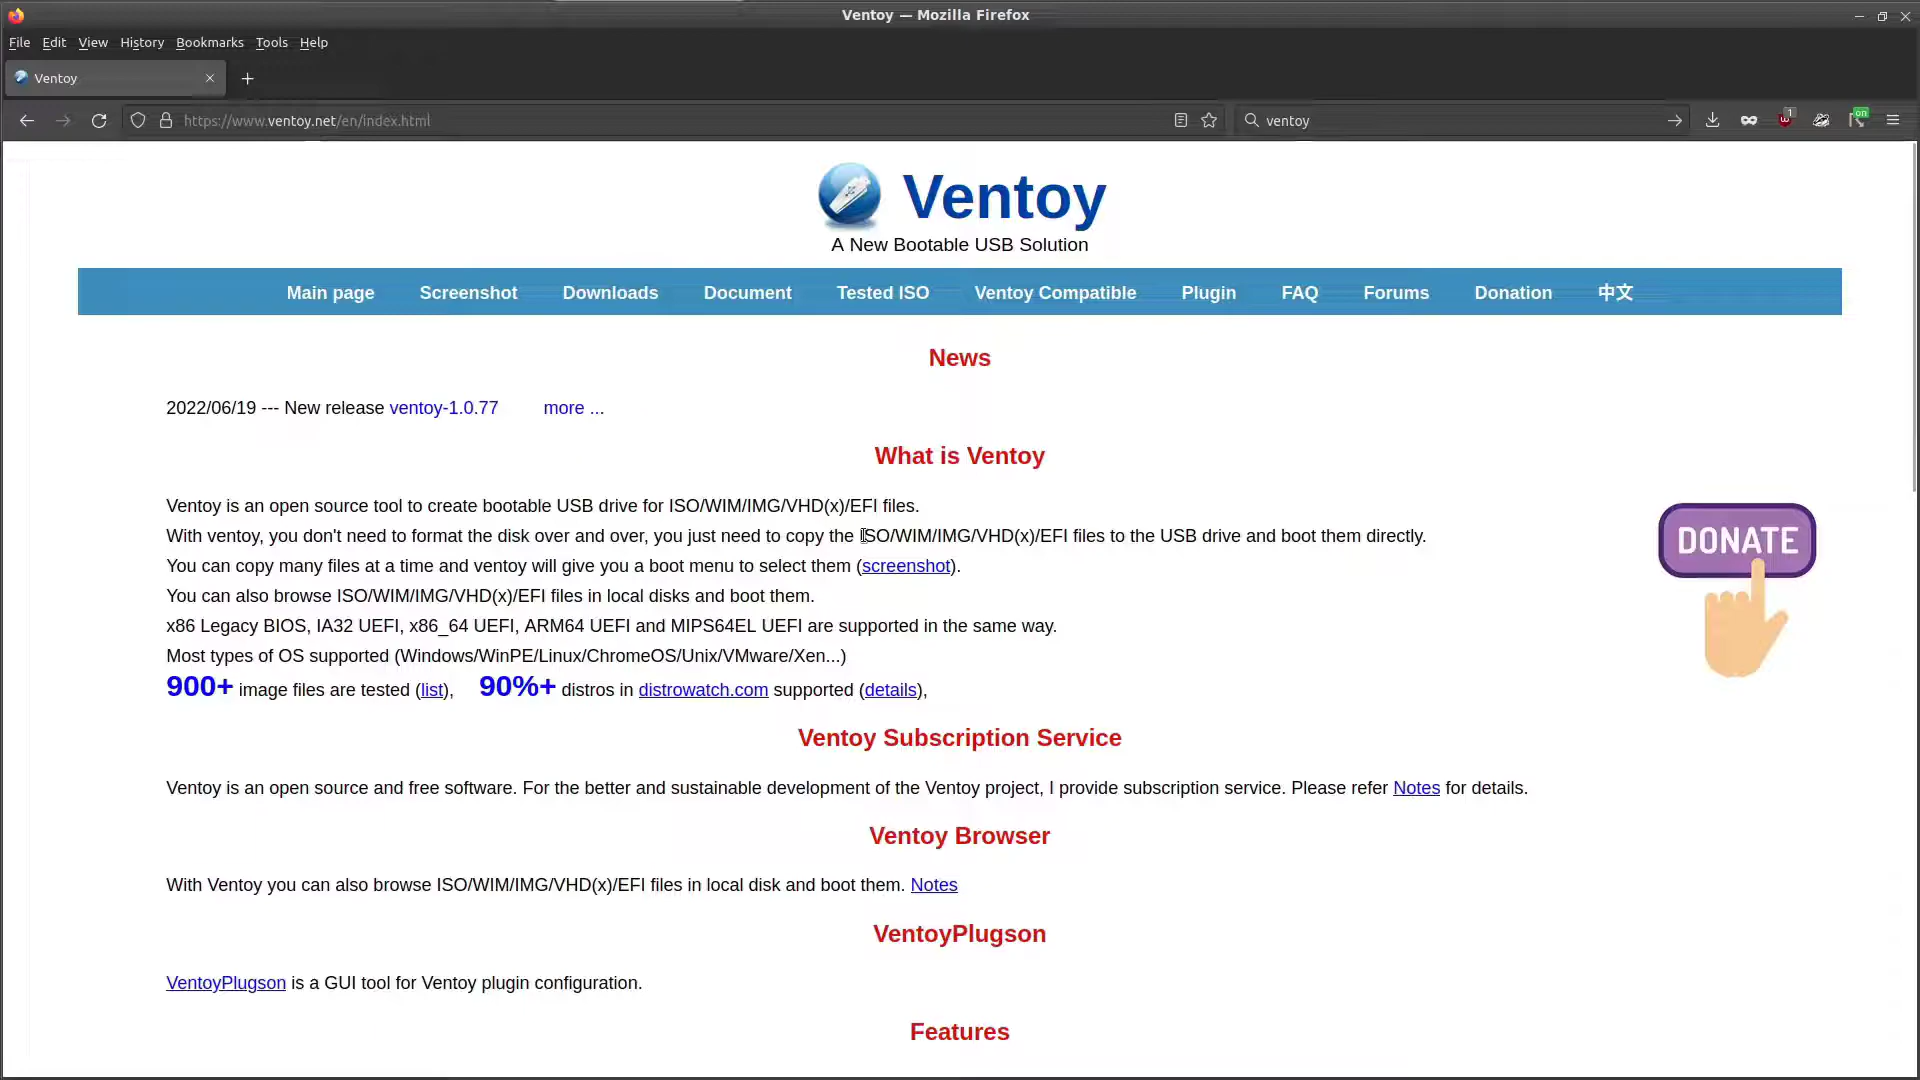 Ventoy — Mozilla Firefox
File Edit View History Bookmarks Tools Help
Ventoy
https://www.ventoy.net/en/index.html
ventoy
1
on
Ventoy
A New Bootable USB Solution
Main page Screenshot Downloads Document Tested ISO Ventoy Compatible Plugin FAQ Forums Donation 中文
News
2022/06/19 --- New release ventoy-1.0.77 more ...
What is Ventoy
Ventoy is an open source tool to create bootable USB drive for ISO/WIM/IMG/VHD(x)/EFI files.
With ventoy, you don't need to format the disk over and over, you just need to copy the ISO/WIM/IMG/VHD(x)/EFI files to the USB drive and boot them directly.
DONATE
You can copy many files at a time and ventoy will give you a boot menu to select them (screenshot).
You can also browse ISO/WIM/IMG/VHD(x)/EFI files in local disks and boot them.
x86 Legacy BIOS, IA32 UEFI, x86_64 UEFI, ARM64 UEFI and MIPS64EL UEFI are supported in the same way.
Most types of OS supported (Windows/WinPE/Linux/ChromeOS/Unix/VMware/Xen...)
900+ image files are tested (list), 90%+ distros in distrowatch.com supported (details),
Ventoy Subscription Service
Ventoy is an open source and free software. For the better and sustainable development of the Ventoy project, I provide subscription service. Please refer Notes for details.
Ventoy Browser
With Ventoy you can also browse ISO/WIM/IMG/VHD(x)/EFI files in local disk and boot them. Notes
VentoyPlugson
VentoyPlugson is a GUI tool for Ventoy plugin configuration.
Features